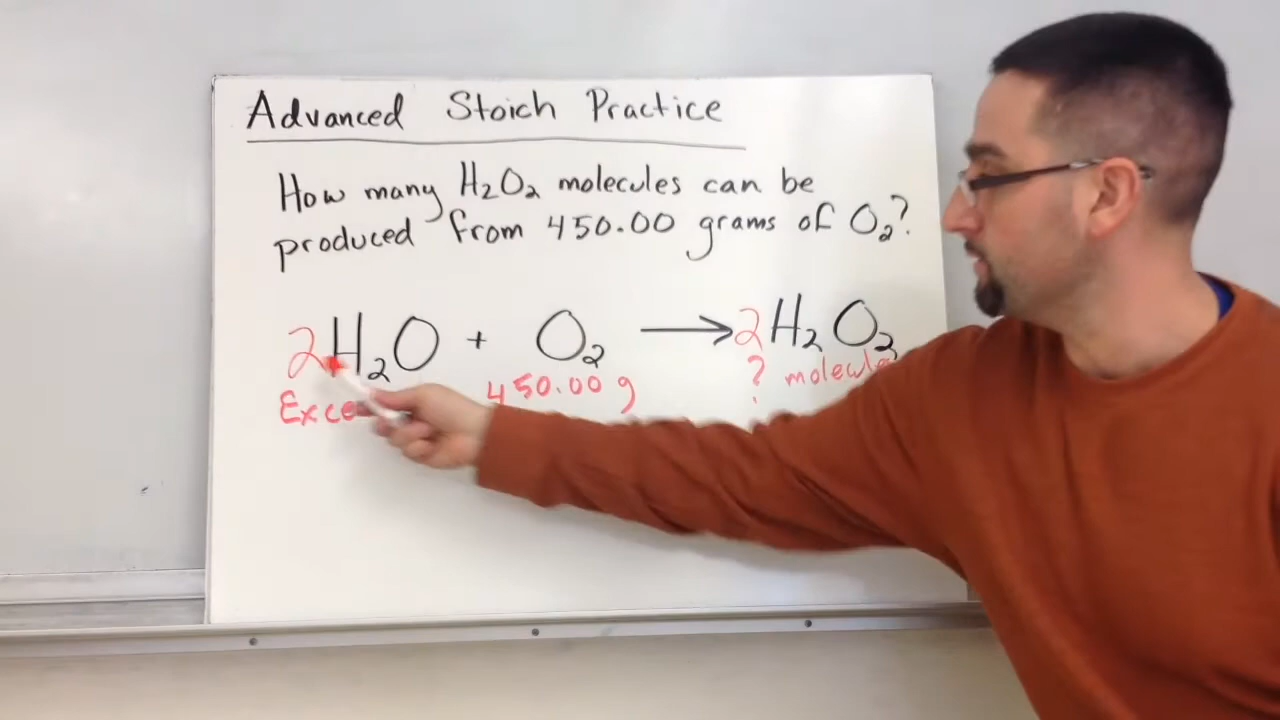 Advanced Stoich Practice
How many H₂O₂ molecules can be
produced from 450.00 grams of O₂?
2H₂O + O₂ → 2H₂O₂
450.00 g ?